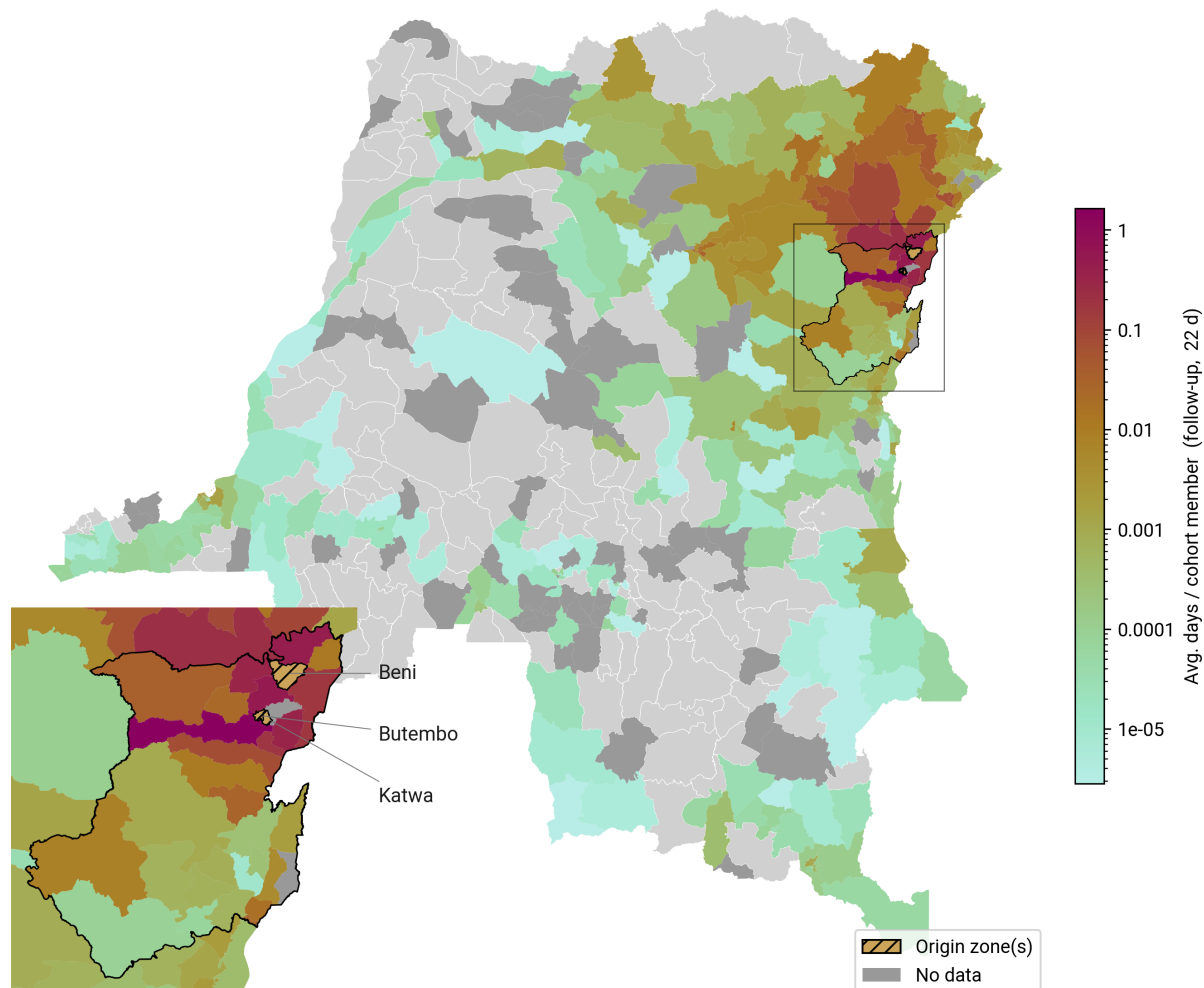 1
0.1
0.01
0.001
0.0001
1e-05
Avg. days / cohort member (follow-up, 22 d)
Beni
Butembo
Katwa
Origin zone(s)
No data